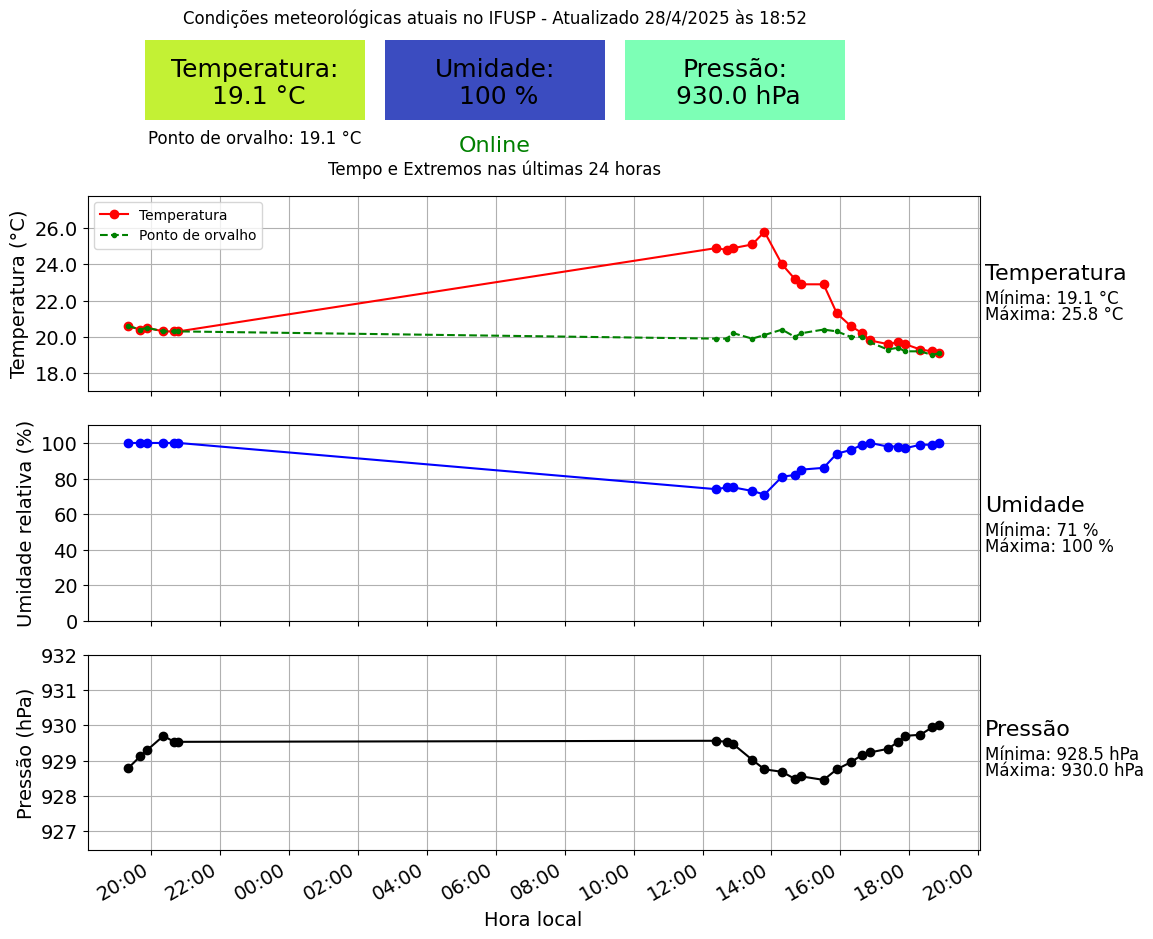 Condições meteorológicas atuais no IFUSP - Atualizado 28/4/2025 às 18:52
Temperatura:
19.1 °C
Umidade:
100 %
Pressão:
930.0 hPa
Ponto de orvalho: 19.1 °C
Online
Tempo e Extremos nas últimas 24 horas
Temperatura (°C)
26.0
24.0
22.0
20.0
18.0
Temperatura
Ponto de orvalho
Temperatura
Mínima: 19.1 °C
Máxima: 25.8 °C
Umidade relativa (%)
100
80
60
40
20
0
Umidade
Mínima: 71 %
Máxima: 100 %
Pressão (hPa)
932
931
930
929
928
927
Pressão
Mínima: 928.5 hPa
Máxima: 930.0 hPa
20:00 22:00 00:00 02:00 04:00 06:00 08:00 10:00 12:00 14:00 16:00 18:00 20:00
Hora local